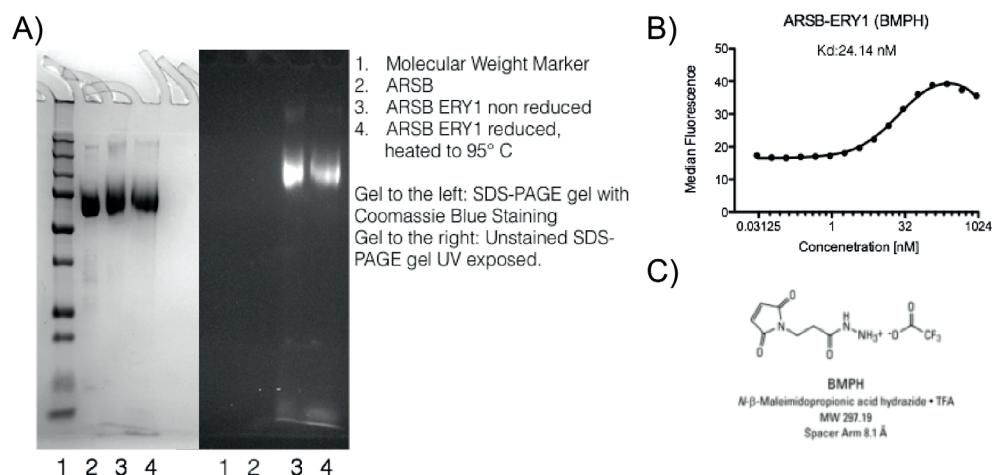 A)
1. Molecular Weight Marker
2. ARSB
3. ARSB ERY1 non reduced
4. ARSB ERY1 reduced,
heated to 95° C
Gel to the left: SDS-PAGE gel with
Coomassie Blue Staining
Gel to the right: Unstained SDS-
PAGE gel UV exposed.
1 2 3 4 1 2 3 4
B)
ARSB-ERY1 (BMPH)
Kd:24.14 nM
Median Fluorescence
50
40
30
20
10
0
0.03125 1 32 1024
Concenetration [nM]
C)
O
N
O
O
H
N
NH3+
-O
O
CF3
BMPH
N-β-Maleimidopropionic acid hydrazide • TFA
MW 297.19
Spacer Arm 8.1 Å